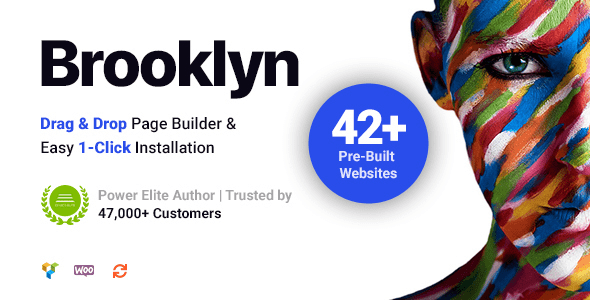 Brooklyn
Drag & Drop Page Builder &
Easy 1-Click Installation
42+
Pre-Built
Websites
Power Elite Author | Trusted by
47,000+ Customers
WOO